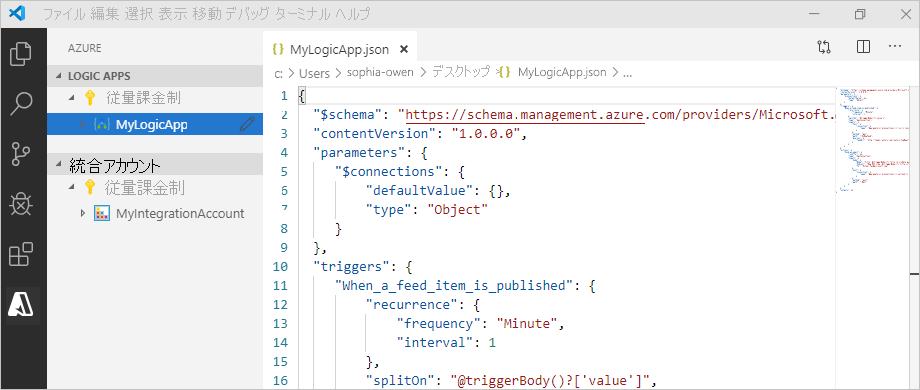 ファイル 編集 選択 表示 移動 デバッグ ターミナル ヘルプ
AZURE
LOGIC APPS
従量課金制
MyLogicApp
統合アカウント
従量課金制
MyIntegrationAccount
{} MyLogicApp.json ×
c: > Users > sophia-owen > デスクトップ > {} MyLogicApp.json > ...
1 {
2 "$schema": "https://schema.management.azure.com/providers/Microsoft.
3 "contentVersion": "1.0.0.0",
4 "parameters": {
5 "$connections": {
6 "defaultValue": {},
7 "type": "Object"
8 }
9 },
10 "triggers": {
11 "When_a_feed_item_is_published": {
12 "recurrence": {
13 "frequency": "Minute",
14 "interval": 1
15 },
16 "splitOn": "@triggerBody()?['value']",